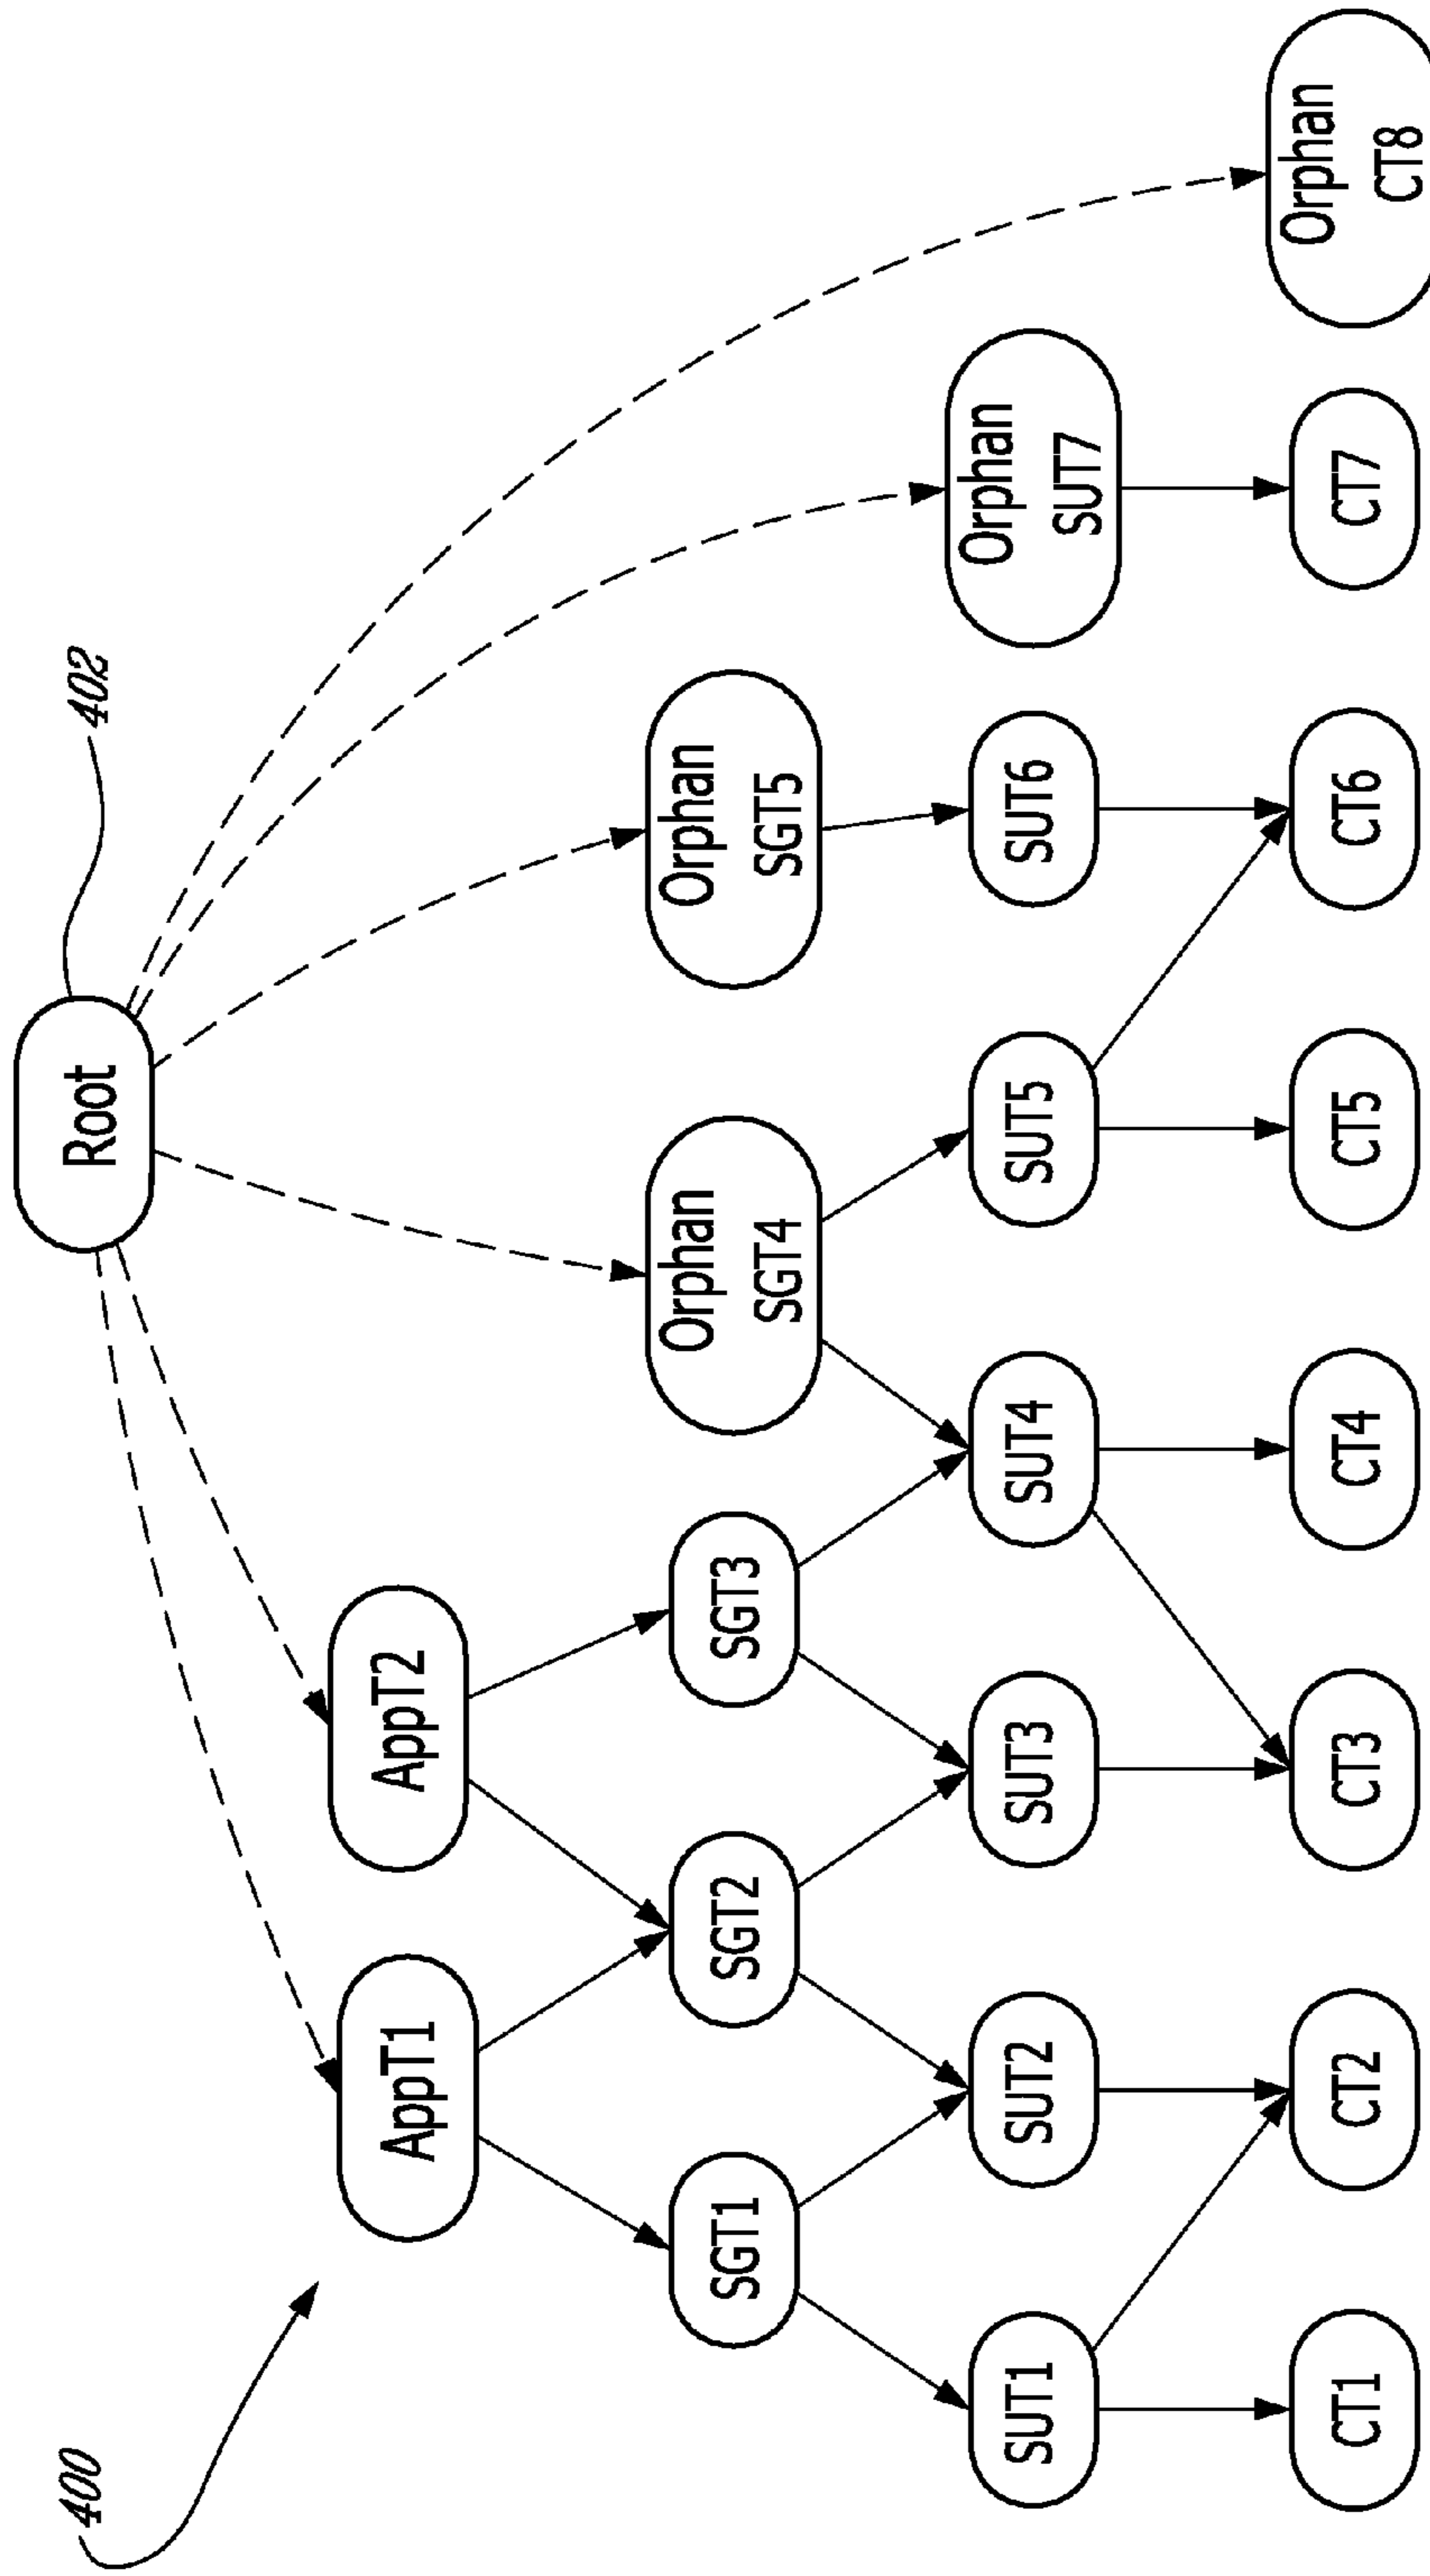 400
402
Root
AppT1
AppT2
SGT1
SGT2
SGT3
Orphan
SGT4
Orphan
SGT5
SUT1
SUT2
SUT3
SUT4
SUT5
SUT6
Orphan
SUT7
CT1
CT2
CT3
CT4
CT5
CT6
CT7
Orphan
CT8